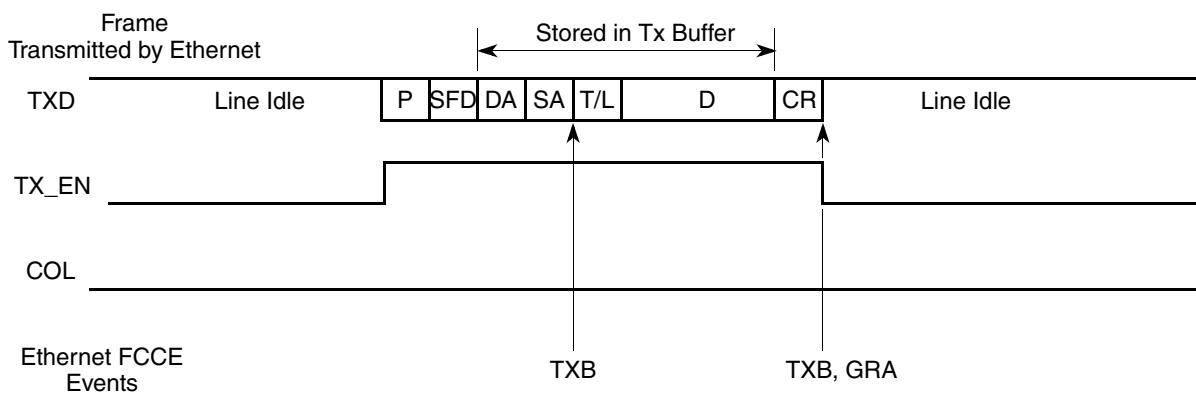 Frame
Transmitted by Ethernet
Stored in Tx Buffer
TXD
Line Idle
P
SFD
DA
SA
T/L
D
CR
Line Idle
TX_EN
COL
Ethernet FCCE
Events
TXB
TXB, GRA